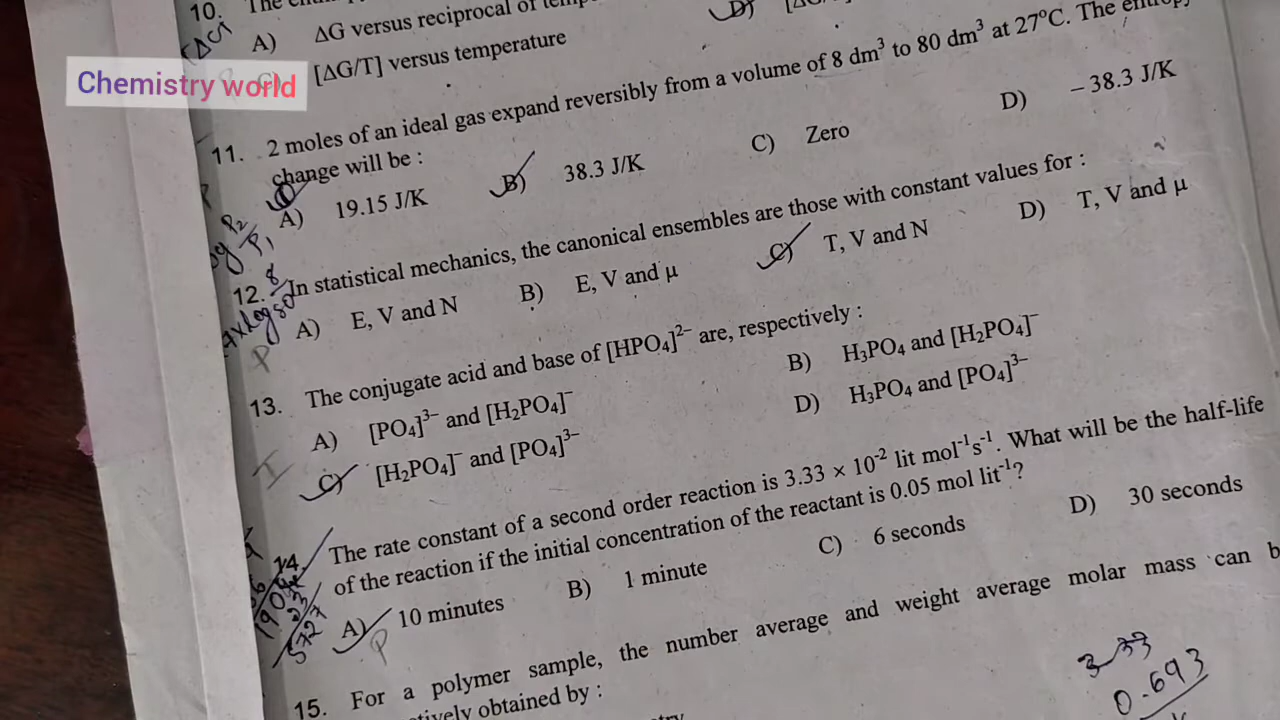 10. The
A) ΔG versus reciprocal of
D)
[ΔG/T] versus temperature
Chemistry world
11. 2 moles of an ideal gas expand reversibly from a volume of 8 dm³ to 80 dm³ at 27°C. The entropy
change will be :
A) 19.15 J/K B) 38.3 J/K C) Zero D) – 38.3 J/K
12. In statistical mechanics, the canonical ensembles are those with constant values for :
A) E, V and N B) E, V and μ C) T, V and N D) T, V and μ
13. The conjugate acid and base of [HPO₄]²⁻ are, respectively :
A) [PO₄]³⁻ and [H₂PO₄]⁻ B) H₃PO₄ and [H₂PO₄]⁻
C) [H₂PO₄]⁻ and [PO₄]³⁻ D) H₃PO₄ and [PO₄]³⁻
14. The rate constant of a second order reaction is 3.33 × 10⁻² lit mol⁻¹s⁻¹. What will be the half-life
of the reaction if the initial concentration of the reactant is 0.05 mol lit⁻¹?
A) 10 minutes B) 1 minute C) 6 seconds D) 30 seconds
15. For a polymer sample, the number average and weight average molar mass can
obtained by :
3.33
0.693